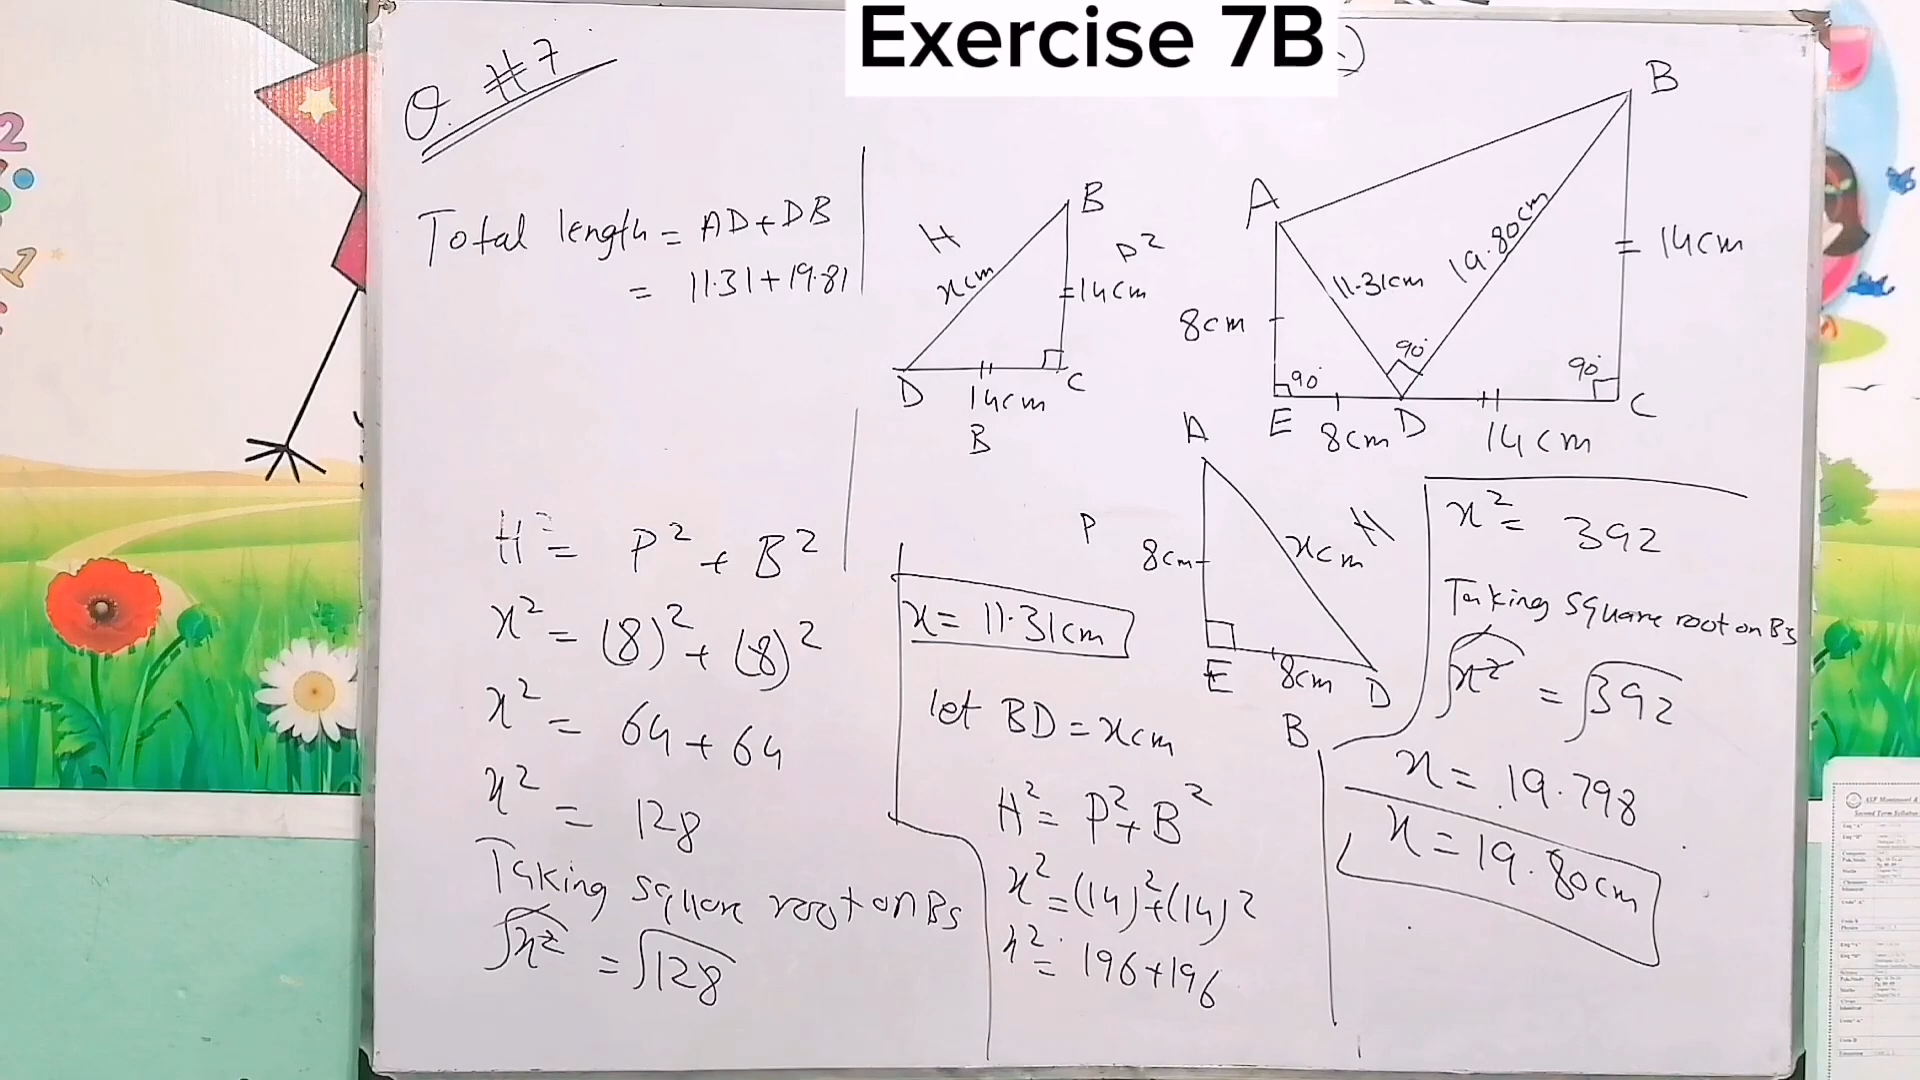 Exercise 7B
Q. #7
Total length = AD+DB
= 11.31+19.81
H² = P² + B²
x² = (8)² + (8)²
x² = 64 + 64
x² = 128
Taking square root on Bs
√x² = √128
B
H
P²
x cm
14cm
D
C
14cm
B
x = 11.31cm
let BD = x cm
H² = P² + B²
x² = (14)² + (14)²
x² = 196+196
B
A
19.80cm
14cm
11.31cm
8cm
90°
90°
90°
E
8cm
D
14cm
C
A
P
8cm
x cm
H
E
8cm
D
B
x² = 392
Taking square root on Bs
√x² = √392
x = 19.798
x = 19.80cm
2
1